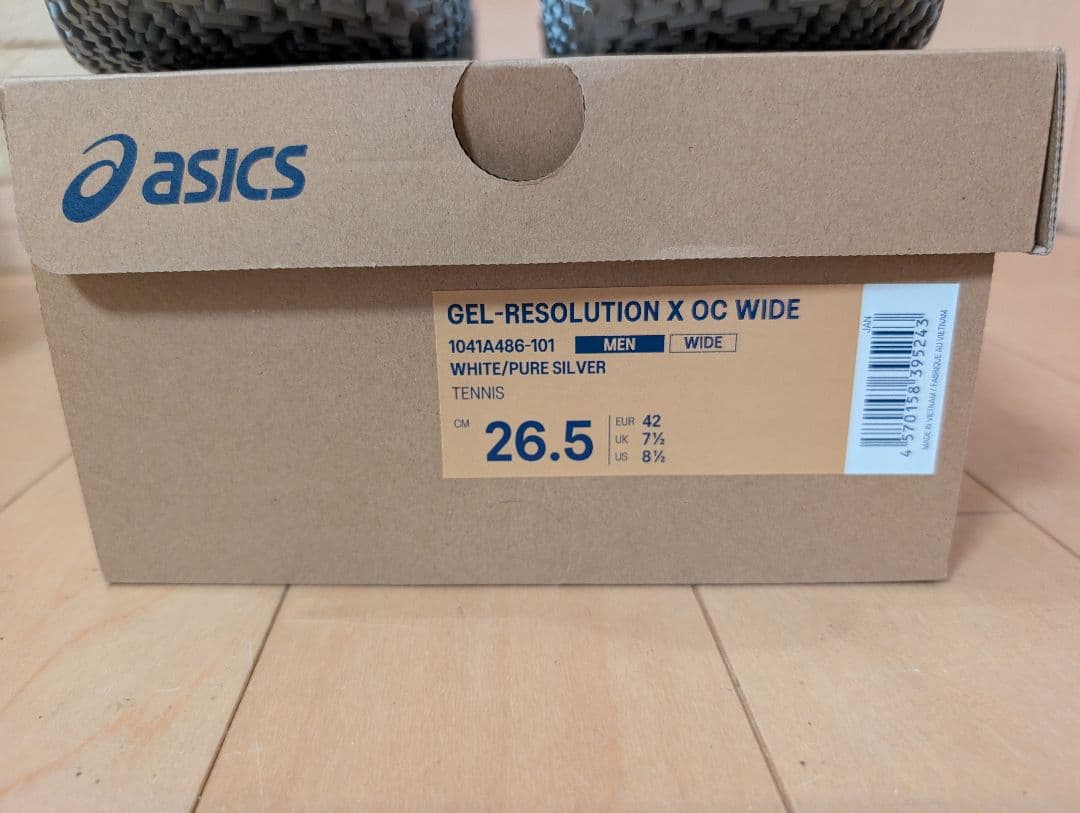 asics
GEL-RESOLUTION X OC WIDE
1041A486-101 MEN WIDE
WHITE/PURE SILVER
TENNIS
CM 26.5
EUR 42
UK 7½
US 8½
JAN
4 570158 395243
MADE IN VIETNAM / FABRIQUÉ AU VIETNAM